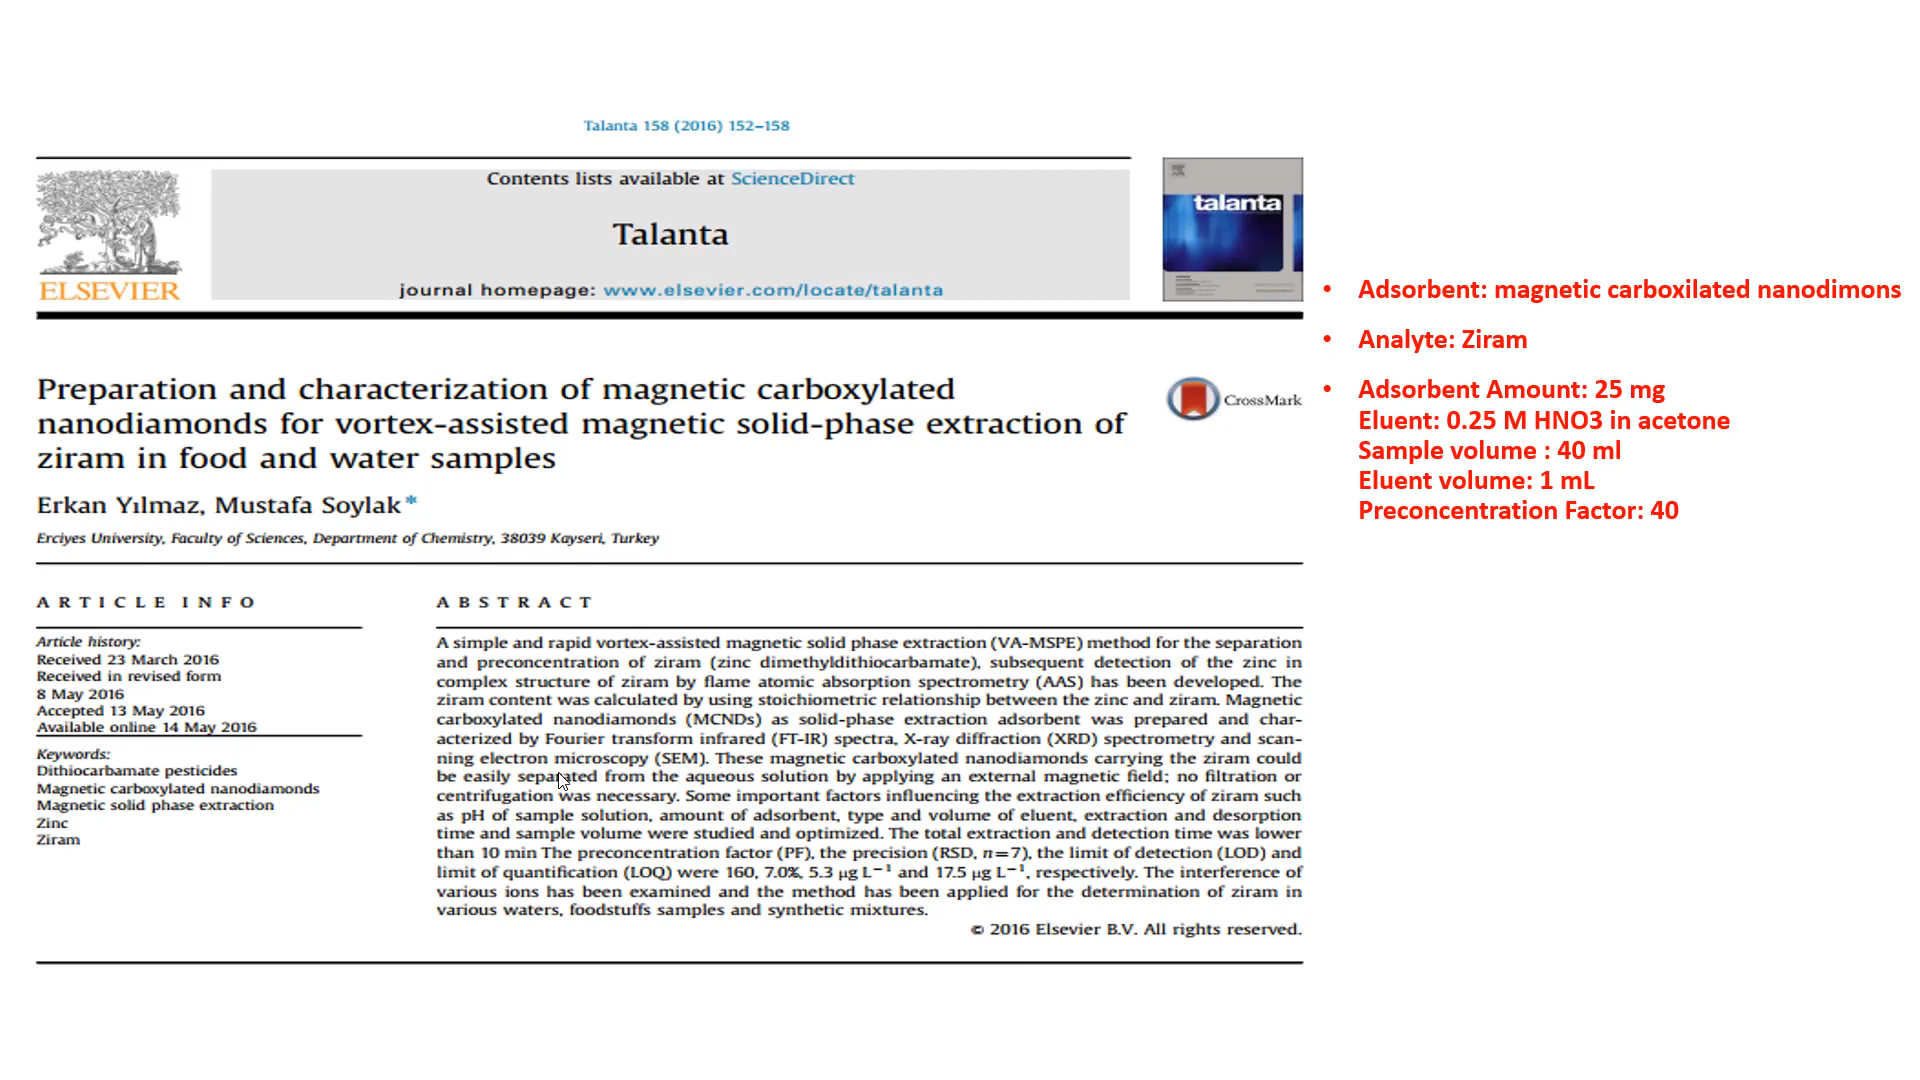 Talanta 158 (2016) 152–158
Contents lists available at ScienceDirect
Talanta
journal homepage: www.elsevier.com/locate/talanta
ELSEVIER
talanta
Preparation and characterization of magnetic carboxylated
nanodiamonds for vortex-assisted magnetic solid-phase extraction of
ziram in food and water samples
CrossMark
Erkan Yılmaz, Mustafa Soylak*
Erciyes University, Faculty of Sciences, Department of Chemistry, 38039 Kayseri, Turkey
ARTICLE INFO
Article history:
Received 23 March 2016
Received in revised form
8 May 2016
Accepted 13 May 2016
Available online 14 May 2016
Keywords:
Dithiocarbamate pesticides
Magnetic carboxylated nanodiamonds
Magnetic solid phase extraction
Zinc
Ziram
ABSTRACT
A simple and rapid vortex-assisted magnetic solid phase extraction (VA-MSPE) method for the separation
and preconcentration of ziram (zinc dimethyldithiocarbamate), subsequent detection of the zinc in
complex structure of ziram by flame atomic absorption spectrometry (AAS) has been developed. The
ziram content was calculated by using stoichiometric relationship between the zinc and ziram. Magnetic
carboxylated nanodiamonds (MCNDs) as solid-phase extraction adsorbent was prepared and char-
acterized by Fourier transform infrared (FT-IR) spectra, X-ray diffraction (XRD) spectrometry and scan-
ning electron microscopy (SEM). These magnetic carboxylated nanodiamonds carrying the ziram could
be easily separated from the aqueous solution by applying an external magnetic field; no filtration or
centrifugation was necessary. Some important factors influencing the extraction efficiency of ziram such
as pH of sample solution, amount of adsorbent, type and volume of eluent, extraction and desorption
time and sample volume were studied and optimized. The total extraction and detection time was lower
than 10 min The preconcentration factor (PF), the precision (RSD, n=7), the limit of detection (LOD) and
limit of quantification (LOQ) were 160, 7.0%, 5.3 μg L⁻¹ and 17.5 μg L⁻¹, respectively. The interference of
various ions has been examined and the method has been applied for the determination of ziram in
various waters, foodstuffs samples and synthetic mixtures.
© 2016 Elsevier B.V. All rights reserved.
• Adsorbent: magnetic carboxilated nanodimons
• Analyte: Ziram
• Adsorbent Amount: 25 mg
Eluent: 0.25 M HNO3 in acetone
Sample volume : 40 ml
Eluent volume: 1 mL
Preconcentration Factor: 40